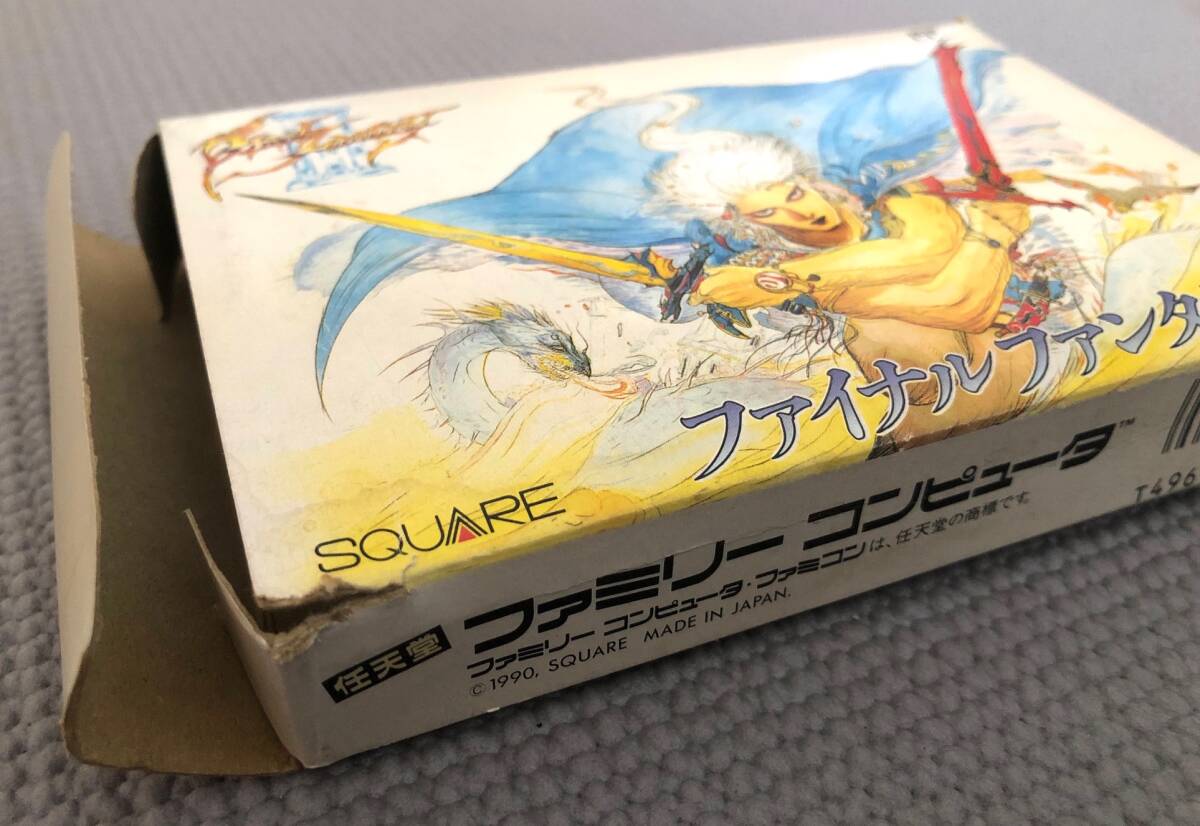 FINAL FANTASY
III
ファイナルファンタ
SQUARE
任天堂 ファミリー コンピュータ™
ファミリー コンピュータ・ファミコンは、任天堂の商標です。
© 1990, SQUARE MADE IN JAPAN.
T496